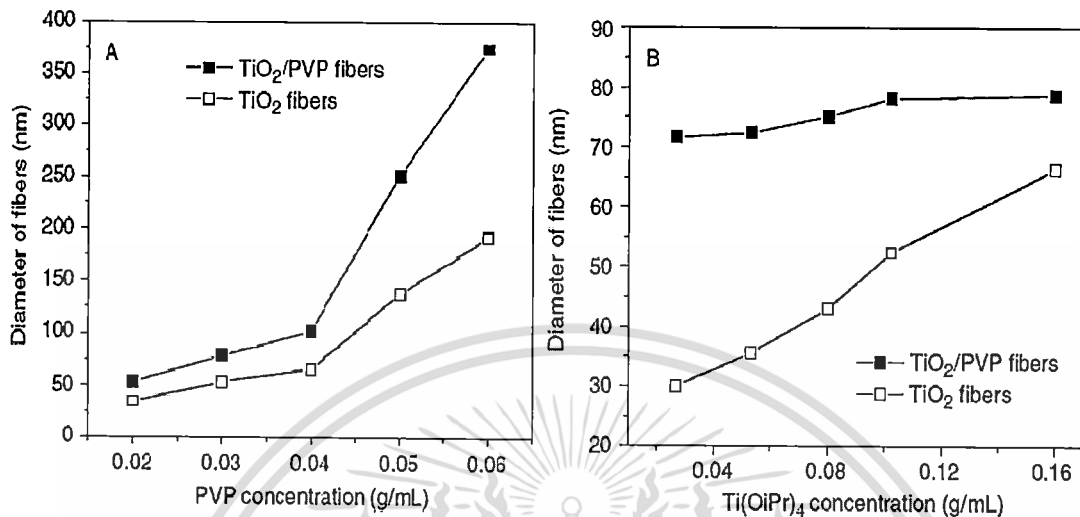 A
TiO2/PVP fibers
TiO2 fibers
Diameter of fibers (nm)
400
350
300
250
200
150
100
50
0
0.02 0.03 0.04 0.05 0.06
PVP concentration (g/mL)
B
TiO2/PVP fibers
TiO2 fibers
Diameter of fibers (nm)
90
80
70
60
50
40
30
20
0.04 0.08 0.12 0.16
Ti(OiPr)4 concentration (g/mL)